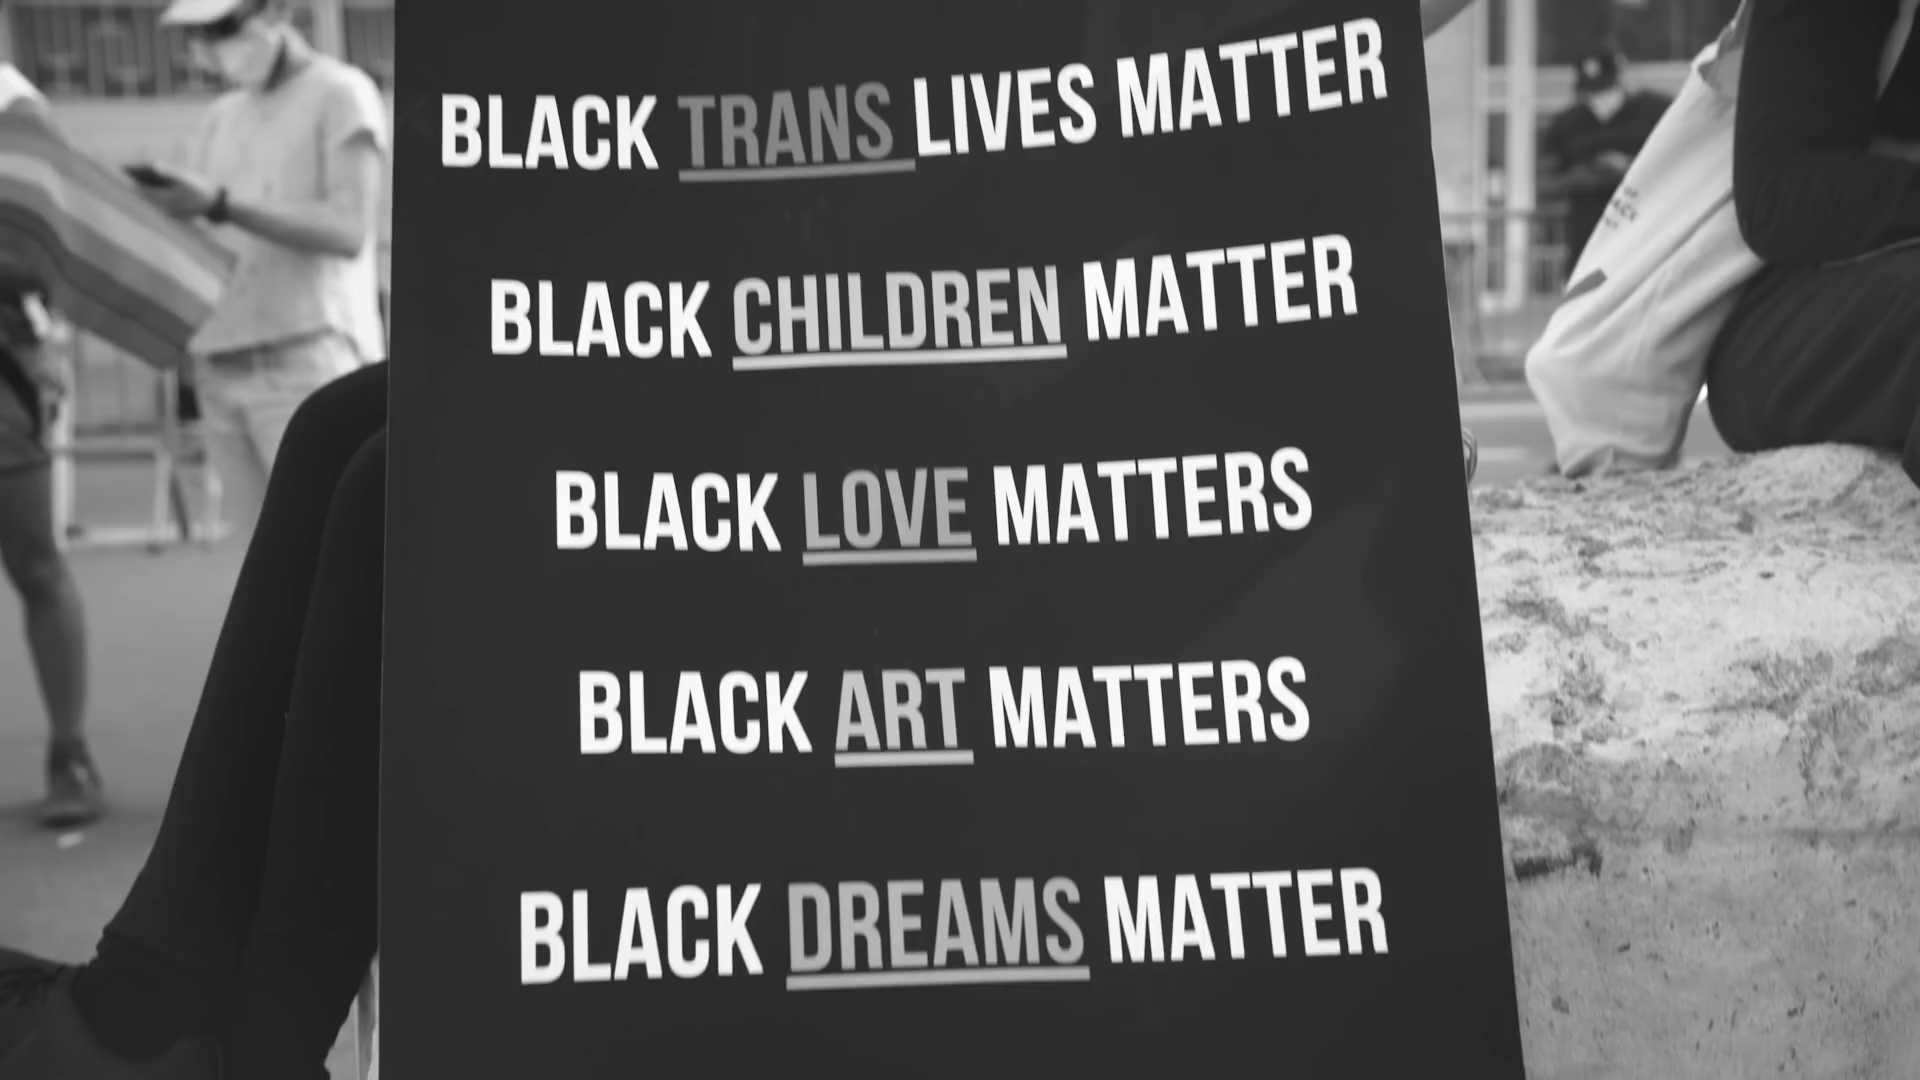 BLACK TRANS LIVES MATTER
BLACK CHILDREN MATTER
BLACK LOVE MATTERS
BLACK ART MATTERS
BLACK DREAMS MATTER